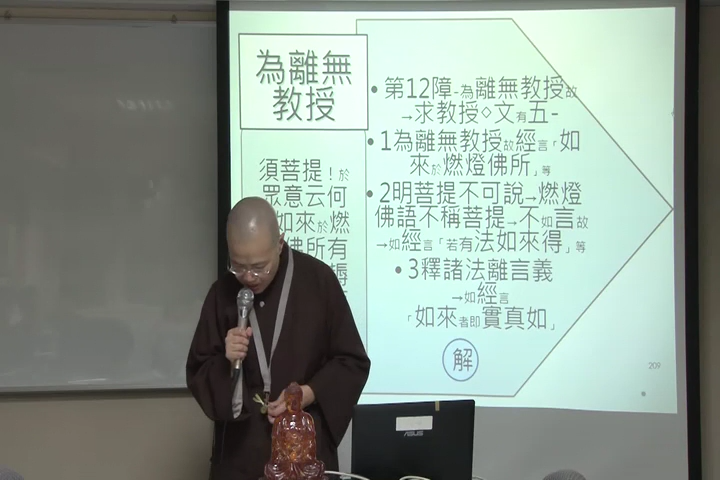 為離無
教授
須菩提！於
眾意云何
如來於燃
佛所有
• 第12障-為離無教授故
→求教授◇文有五-
• 1為離無教授故經言「如
來於燃燈佛所」等
• 2明菩提不可說→燃燈
佛語不稱菩提→不如言故
→如經言「若有法如來得」等
• 3釋諸法離言義
→如經言
「如來者即實真如」
解
209
ASUS